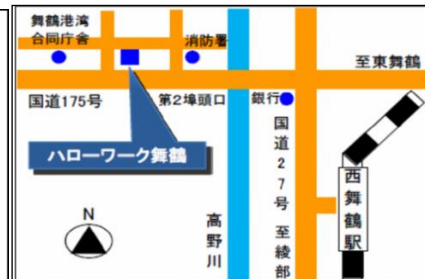 舞鶴港湾
合同庁舎
消防署
至東舞鶴
国道175号
第2埠頭口
銀行
ハローワーク舞鶴
国道27号 至綾部
西舞鶴駅
高野川
N